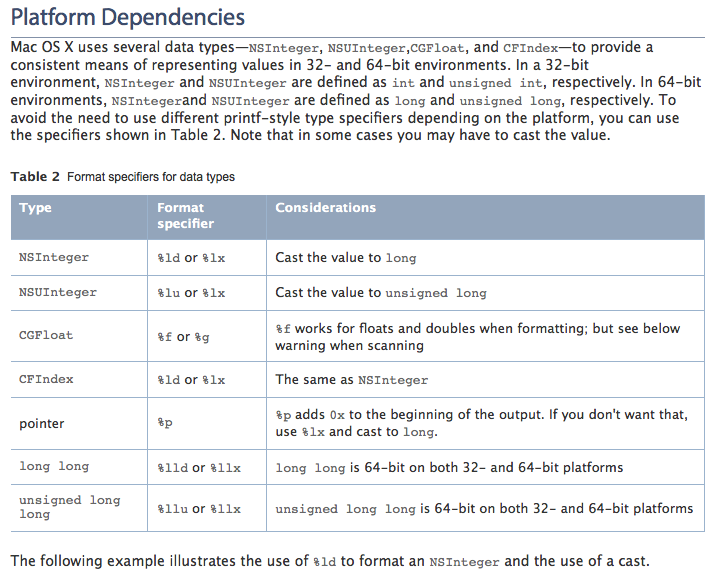 Platform Dependencies
Mac OS X uses several data types—NSInteger, NSUInteger,CGFloat, and CFIndex—to provide a
consistent means of representing values in 32- and 64-bit environments. In a 32-bit
environment, NSInteger and NSUInteger are defined as int and unsigned int, respectively. In 64-bit
environments, NSIntegerand NSUInteger are defined as long and unsigned long, respectively. To
avoid the need to use different printf-style type specifiers depending on the platform, you can use
the specifiers shown in Table 2. Note that in some cases you may have to cast the value.
Table 2 Format specifiers for data types
Type Format specifier Considerations
NSInteger %ld or %lx Cast the value to long
NSUInteger %lu or %lx Cast the value to unsigned long
CGFloat %f or %g %f works for floats and doubles when formatting; but see below
warning when scanning
CFIndex %ld or %lx The same as NSInteger
pointer %p %p adds 0x to the beginning of the output. If you don't want that,
use %lx and cast to long.
long long %lld or %llx long long is 64-bit on both 32- and 64-bit platforms
unsigned long
long %llu or %llx unsigned long long is 64-bit on both 32- and 64-bit platforms
The following example illustrates the use of %ld to format an NSInteger and the use of a cast.